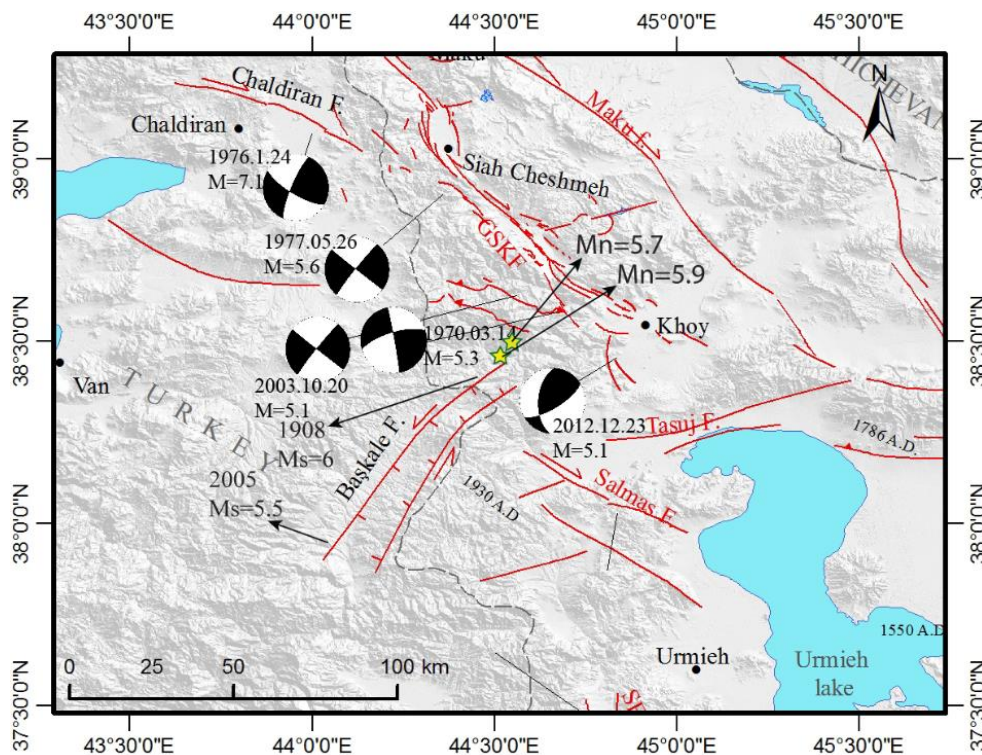 43°30'0"E
44°0'0"E
44°30'0"E
45°0'0"E
45°30'0"E
Maku
N
Chaldiran F.
Maku f.
Chaldiran
39°0'0"N
39°0'0"N
1976.1.24
M=7.1
Siah Cheshmeh
1977.05.26
M=5.6
GSKF
Mn=5.7
Mn=5.9
38°30'0"N
38°30'0"N
1970.03.14
M=5.3
Khoy
Van
TURKEY
2003.10.20
M=5.1
1908
Ms=6
2012.12.23
M=5.1
Tasuj F.
1786 A.D.
Başkale F.
2005
Ms=5.5
1930 A.D
Salmas F.
38°0'0"N
38°0'0"N
1550 A.D
Urmieh
Urmieh
lake
0
25
50
100 km
37°30'0"N
37°30'0"N
43°30'0"E
44°0'0"E
44°30'0"E
45°0'0"E
45°30'0"E